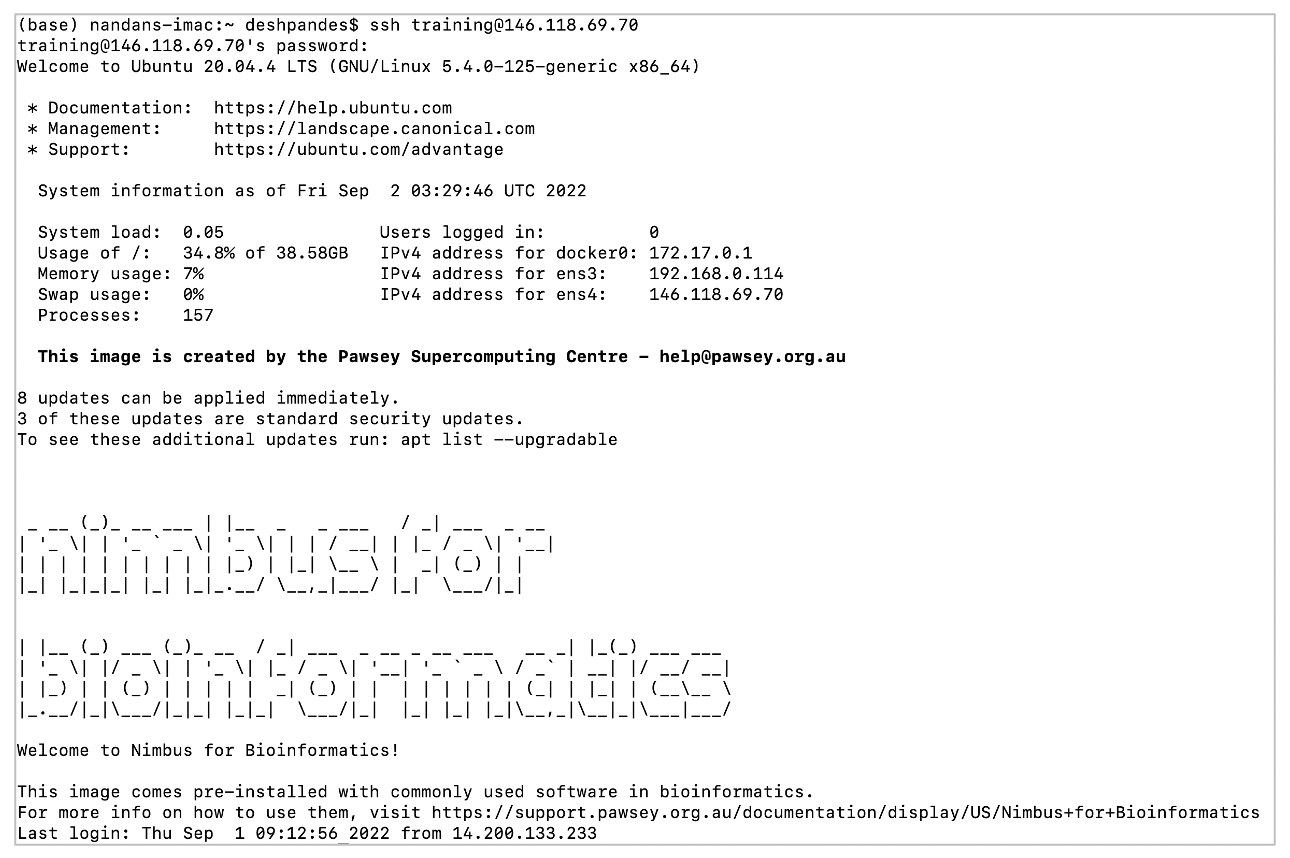 (base) nandans-imac:~ deshpandes$ ssh training@146.118.69.70
training@146.118.69.70's password:
Welcome to Ubuntu 20.04.4 LTS (GNU/Linux 5.4.0-125-generic x86_64)
* Documentation:  https://help.ubuntu.com
* Management:     https://landscape.canonical.com
* Support:        https://ubuntu.com/advantage
System information as of Fri Sep  2 03:29:46 UTC 2022
System load:  0.05               Users logged in:          0
Usage of /:   34.8% of 38.58GB   IPv4 address for docker0: 172.17.0.1
Memory usage: 7%                 IPv4 address for ens3:    192.168.0.114
Swap usage:   0%                 IPv4 address for ens4:    146.118.69.70
Processes:    157
This image is created by the Pawsey Supercomputing Centre - help@pawsey.org.au
8 updates can be applied immediately.
3 of these updates are standard security updates.
To see these additional updates run: apt list --upgradable
nimbus for
bioinformatics
Welcome to Nimbus for Bioinformatics!
This image comes pre-installed with commonly used software in bioinformatics.
For more info on how to use them, visit https://support.pawsey.org.au/documentation/display/US/Nimbus+for+Bioinformatics
Last login: Thu Sep  1 09:12:56 2022 from 14.200.133.233